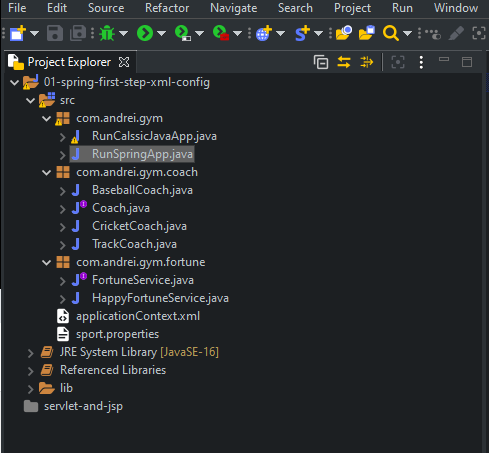 File Edit Source Refactor Navigate Search Project Run Window
Project Explorer
01-spring-first-step-xml-config
src
com.andrei.gym
RunCalssicJavaApp.java
RunSpringApp.java
com.andrei.gym.coach
BaseballCoach.java
Coach.java
CricketCoach.java
TrackCoach.java
com.andrei.gym.fortune
FortuneService.java
HappyFortuneService.java
applicationContext.xml
sport.properties
JRE System Library [JavaSE-16]
Referenced Libraries
lib
servlet-and-jsp